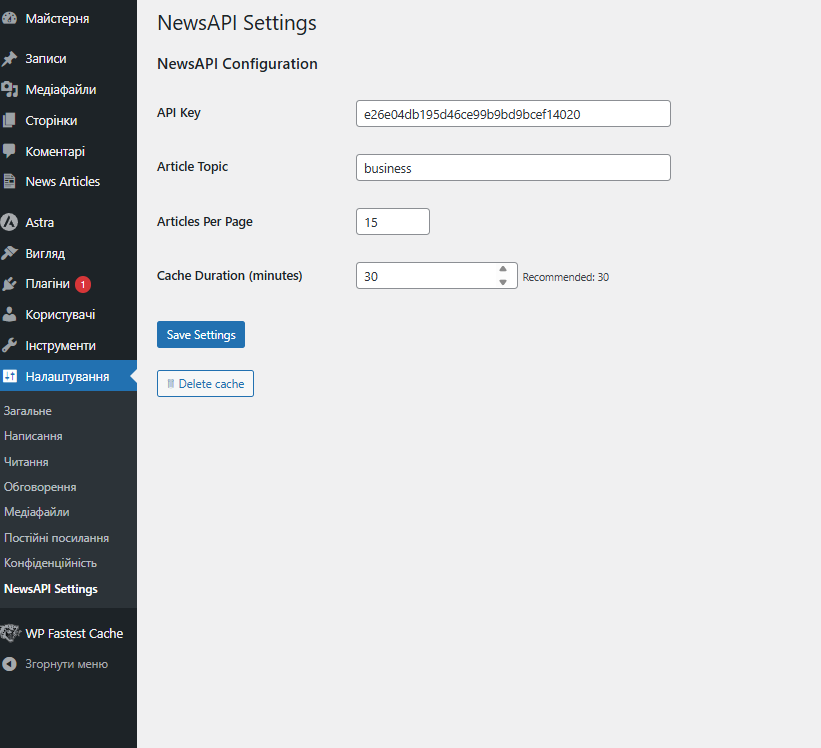 Майстерня
Записи
Медіафайли
Сторінки
Коментарі
News Articles
Astra
Вигляд
Плагіни 1
Користувачі
Інструменти
Налаштування
Загальне
Написання
Читання
Обговорення
Медіафайли
Постійні посилання
Конфіденційність
NewsAPI Settings
WP Fastest Cache
Згорнути меню
NewsAPI Settings
NewsAPI Configuration
API Key e26e04db195d46ce99b9bd9bcef14020
Article Topic business
Articles Per Page 15
Cache Duration (minutes) 30 Recommended: 30
Save Settings
Delete cache